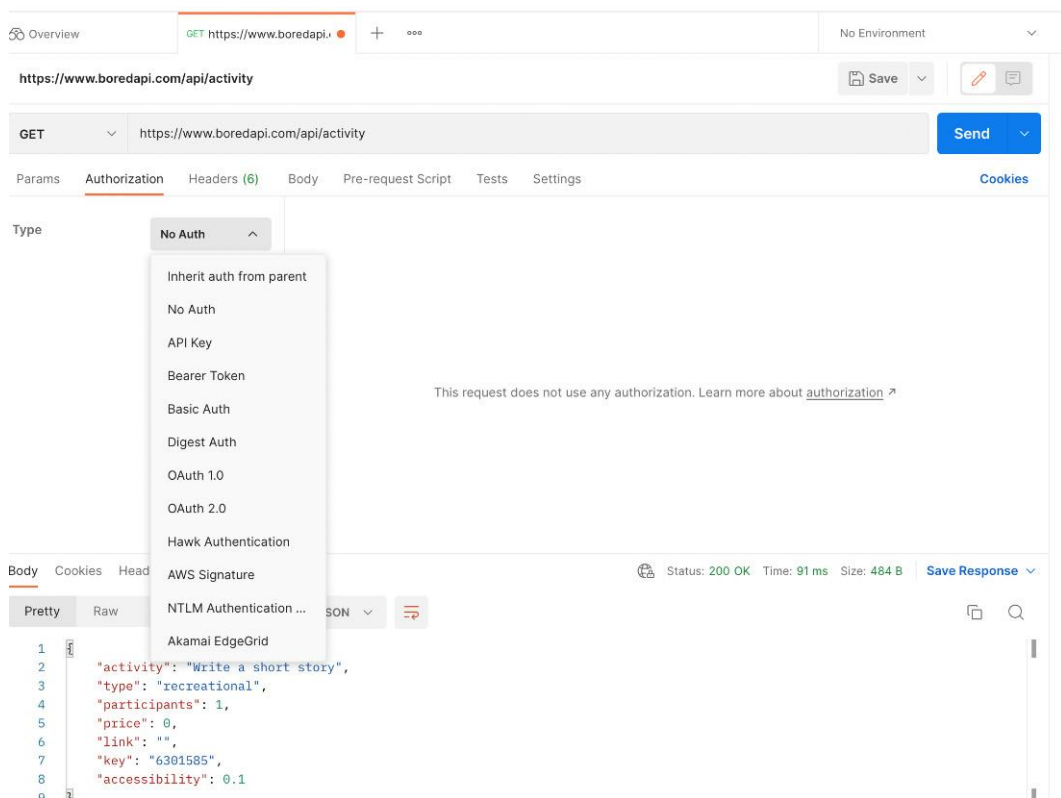 Overview GET https://www.boredapi. No Environment
https://www.boredapi.com/api/activity Save
GET https://www.boredapi.com/api/activity Send
Params Authorization Headers (6) Body Pre-request Script Tests Settings Cookies
Type No Auth
Inherit auth from parent
No Auth
API Key
Bearer Token
This request does not use any authorization. Learn more about authorization ↗
Basic Auth
Digest Auth
OAuth 1.0
OAuth 2.0
Hawk Authentication
Body Cookies Head Status: 200 OK Time: 91 ms Size: 484 B Save Response
AWS Signature
Pretty Raw NTLM Authentication ... SON
Akamai EdgeGrid
1 {
2 "activity": "Write a short story",
3 "type": "recreational",
4 "participants": 1,
5 "price": 0,
6 "link": "",
7 "key": "6301585",
8 "accessibility": 0.1
9 }